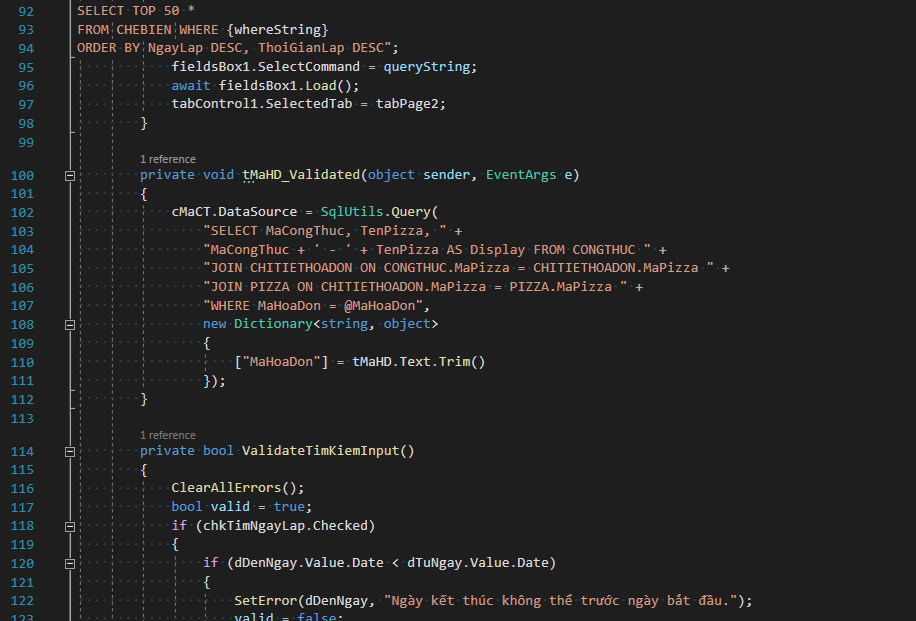 92 SELECT TOP 50 *
93 FROM CHEBIEN WHERE {whereString}
94 ORDER BY NgayLap DESC, ThoiGianLap DESC";
95 fieldsBox1.SelectCommand = queryString;
96 await fieldsBox1.Load();
97 tabControl1.SelectedTab = tabPage2;
98 }
99
1 reference
100 private void tMaHD_Validated(object sender, EventArgs e)
101 {
102 cMaCT.DataSource = SqlUtils.Query(
103 "SELECT MaCongThuc, TenPizza, " +
104 "MaCongThuc + ' - ' + TenPizza AS Display FROM CONGTHUC " +
105 "JOIN CHITIETHOADON ON CONGTHUC.MaPizza = CHITIETHOADON.MaPizza " +
106 "JOIN PIZZA ON CHITIETHOADON.MaPizza = PIZZA.MaPizza " +
107 "WHERE MaHoaDon = @MaHoaDon",
108 new Dictionary<string, object>
109 {
110 ["MaHoaDon"] = tMaHD.Text.Trim()
111 });
112 }
113
1 reference
114 private bool ValidateTimKiemInput()
115 {
116 ClearAllErrors();
117 bool valid = true;
118 if (chkTimNgayLap.Checked)
119 {
120 if (dDenNgay.Value.Date < dTuNgay.Value.Date)
121 {
122 SetError(dDenNgay, "Ngày kết thúc không thể trước ngày bắt đầu.");
123 valid = false;